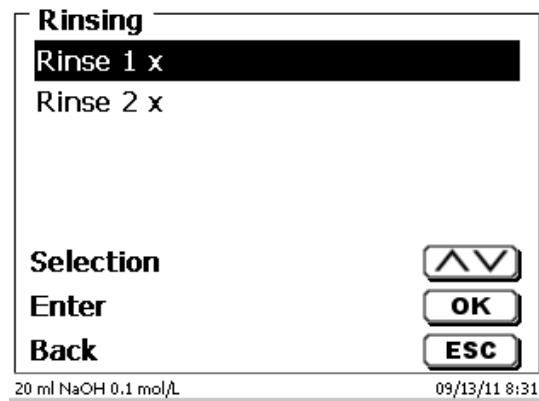 Rinsing
Rinse 1 x
Rinse 2 x
Selection
Enter OK
Back ESC
20 ml NaOH 0.1 mol/L 09/13/11 8:31